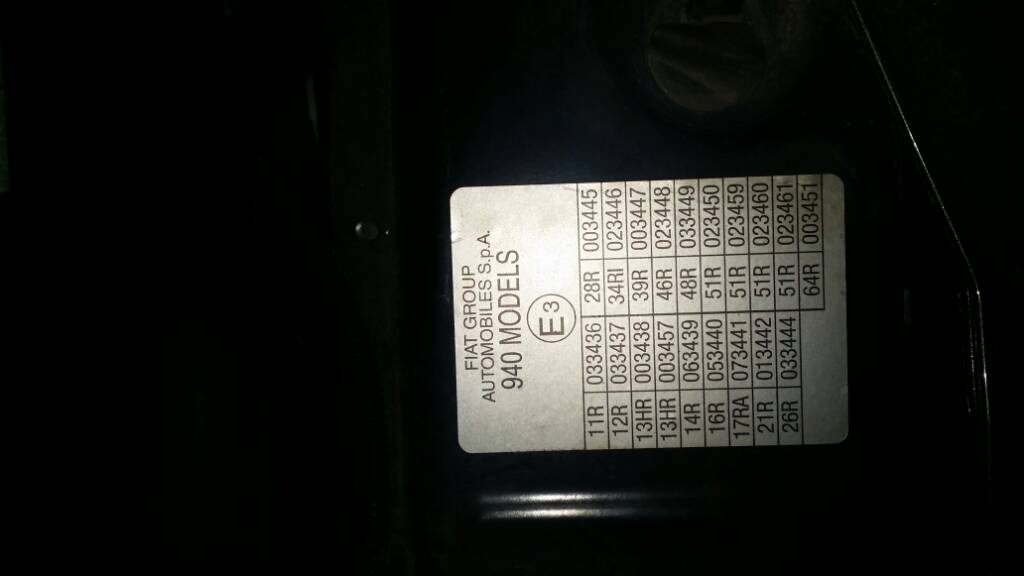 FIAT GROUP
AUTOMOBILES S.p.A.
940 MODELS
E3
11R 033436 28R 003445
12R 033437 34RI 023446
13HR 003438 39R 003447
13HR 003457 46R 023448
14R 063439 48R 033449
16R 053440 51R 023450
17RA 073441 51R 023459
21R 013442 51R 023460
26R 033444 51R 023461
64R 003451